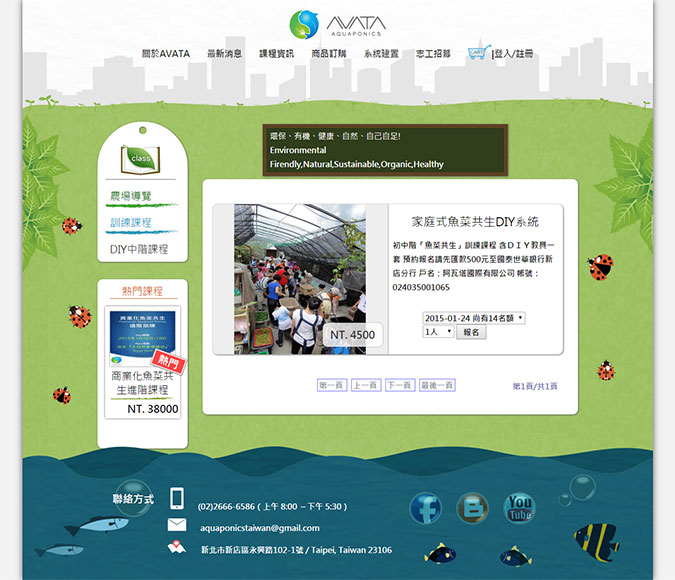 AVATA
AQUAPONICS
關於AVATA 最新消息 課程資訊 商品訂購 系統建置 志工招募 CART |登入/註冊
環保、有機、健康、自然、自己自足!
Environmental
Firendly,Natural,Sustainable,Organic,Healthy
class
農場導覽
訓練課程
DIY中階課程
熱門課程
商業化魚菜共生
進階訓練
熱門
商業化魚菜共
生進階課程
NT. 38000
NT. 4500
家庭式魚菜共生DIY系統
初中階「魚菜共生」訓練課程 含ＤＩＹ教具一
套 預約報名請先匯款500元至國泰世華銀行新
店分行 戶名：阿瓦塔國際有限公司 帳號：
024035001065
2015-01-24 尚有14名額
1人 報名
第一頁 上一頁 下一頁 最後一頁
第1頁/共1頁
聯絡方式
(02)2666-6586 ( 上午 8:00 – 下午 5:30 )
aquaponicstaiwan@gmail.com
新北市新店區永興路102-1號 / Taipei, Taiwan 23106
You
Tube